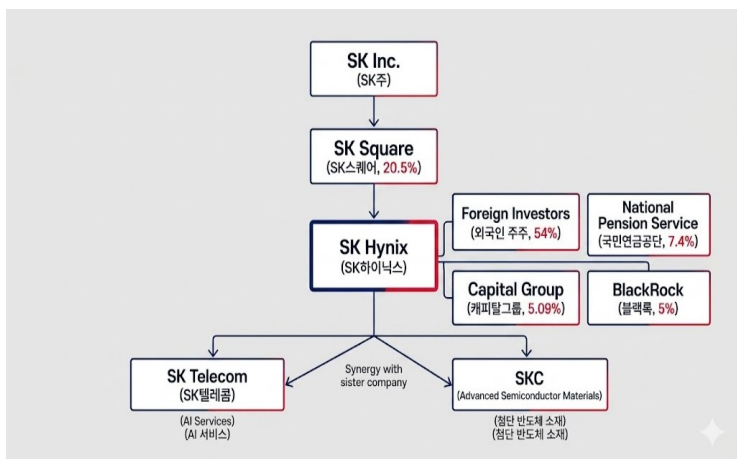 SK Inc.
(SK주)
SK Square
(SK스퀘어, 20.5%)
SK Hynix
(SK하이닉스)
Foreign Investors
(외국인 주주, 54%)
National
Pension Service
(국민연금공단, 7.4%)
Capital Group
(캐피탈그룹, 5.09%)
BlackRock
(블랙록, 5%)
SK Telecom
(SK텔레콤)
(AI Services)
(AI 서비스)
Synergy with
sister company
SKC
(Advanced Semiconductor Materials)
(첨단 반도체 소재)
(첨단 반도체 소재)